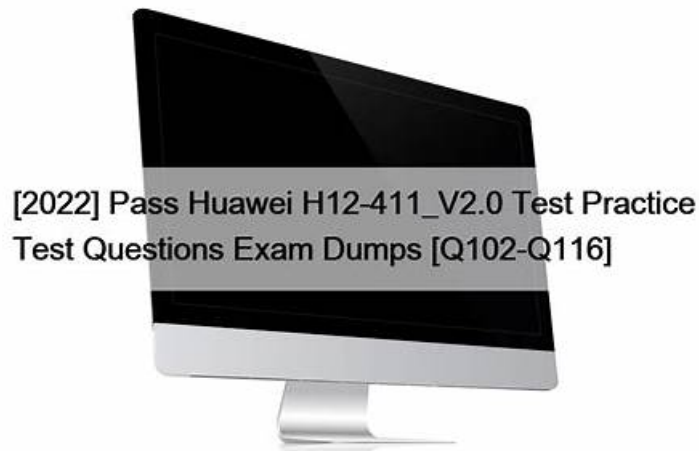 [2022] Pass Huawei H12-411_V2.0 Test Practice
Test Questions Exam Dumps [Q102-Q116]